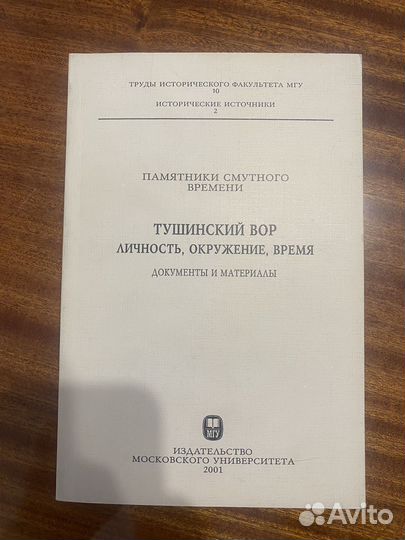 ТРУДЫ ИСТОРИЧЕСКОГО ФАКУЛЬТЕТА МГУ
10
ИСТОРИЧЕСКИЕ ИСТОЧНИКИ
2
ПАМЯТНИКИ СМУТНОГО
ВРЕМЕНИ
ТУШИНСКИЙ ВОР
ЛИЧНОСТЬ, ОКРУЖЕНИЕ, ВРЕМЯ
ДОКУМЕНТЫ И МАТЕРИАЛЫ
МГУ
ИЗДАТЕЛЬСТВО
МОСКОВСКОГО УНИВЕРСИТЕТА
2001
Avito